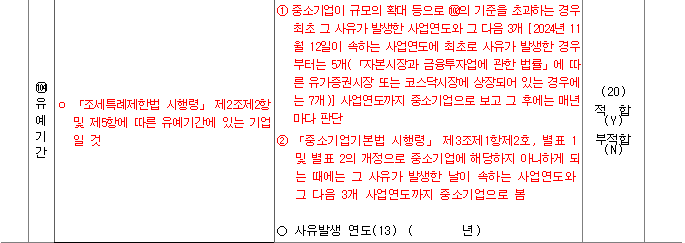 (104)
유
예
기
간
○ 「조세특례제한법 시행령」 제2조제2항
및 제5항에 따른 유예기간에 있는 기업
일 것
① 중소기업이 규모의 확대 등으로 (102)의 기준을 초과하는 경우
최초 그 사유가 발생한 사업연도와 그 다음 3개 [2024년 11
월 12일이 속하는 사업연도에 최초로 사유가 발생한 경우
부터는 5개(「자본시장과 금융투자업에 관한 법률」에 따
른 유가증권시장 또는 코스닥시장에 상장되어 있는 경우에
는 7개)] 사업연도까지 중소기업으로 보고 그 후에는 매년
마다 판단
② 「중소기업기본법 시행령」 제3조제1항제2호, 별표 1
및 별표 2의 개정으로 중소기업에 해당하지 아니하게 되
는 때에는 그 사유가 발생한 날이 속하는 사업연도와
그 다음 3개 사업연도까지 중소기업으로 봄
○ 사유발생 연도(13) ( 년)
(20)
적 합
(Y)
부적합
(N)